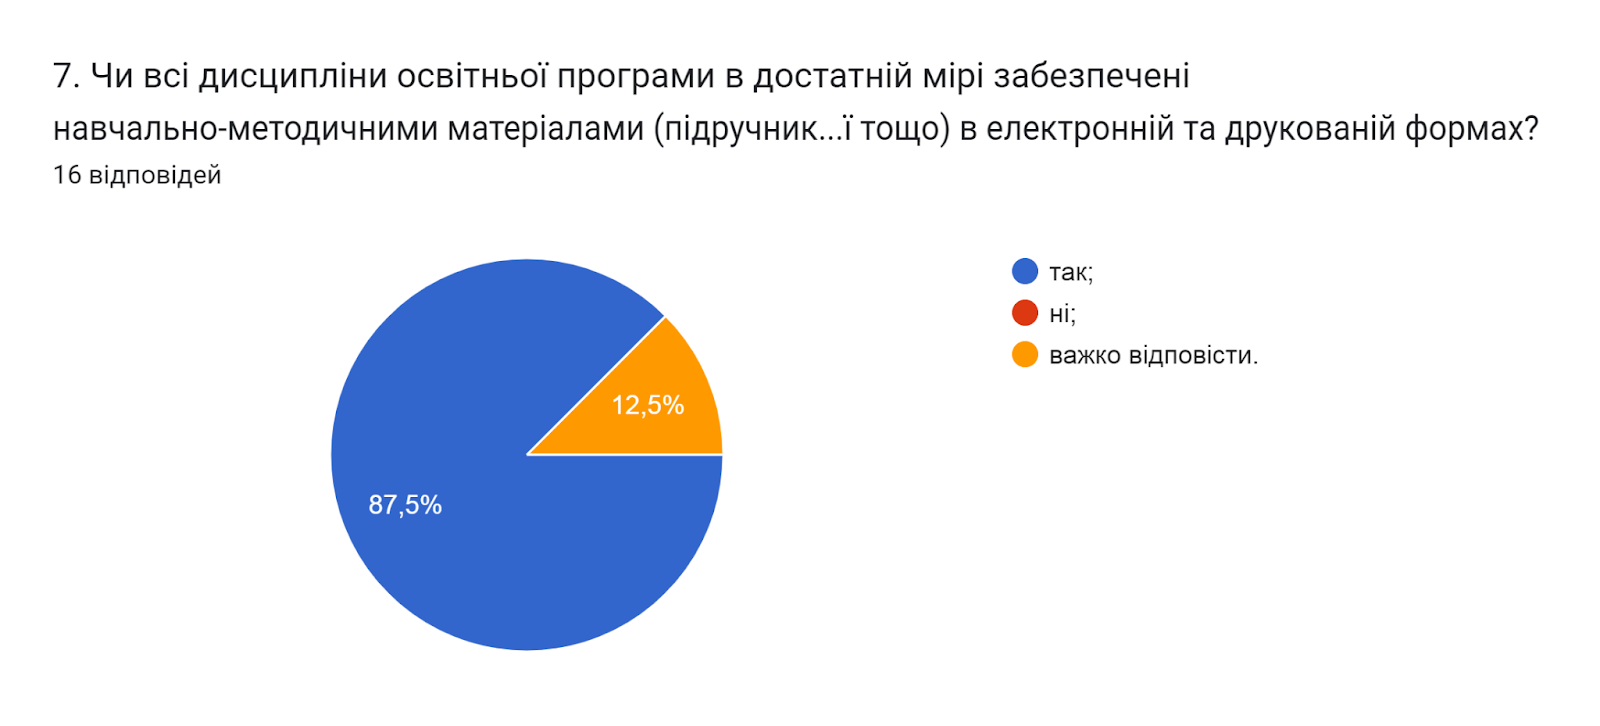 7. Чи всі дисципліни освітньої програми в достатній мірі забезпечені
навчально-методичними матеріалами (підручник...ї тощо) в електронній та друкованій формах?
16 відповідей
так;
ні;
важко відповісти.
12,5%
87,5%